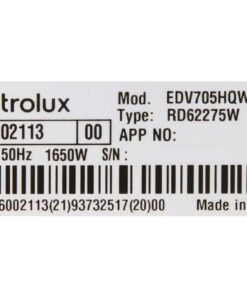 trolux Mod. EDV705HQW
Type: RD62275W
02113 00 APP NO:
50Hz 1650W S/N:
6002113(21)93732517(20)00
Made in